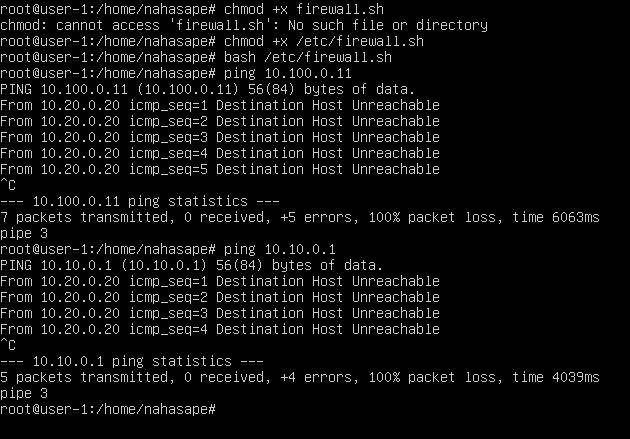 root@user-1:/home/nahasape# chmod +x firewall.sh
chmod: cannot access 'firewall.sh': No such file or directory
root@user-1:/home/nahasape# chmod +x /etc/firewall.sh
root@user-1:/home/nahasape# bash /etc/firewall.sh
root@user-1:/home/nahasape# ping 10.100.0.11
PING 10.100.0.11 (10.100.0.11) 56(84) bytes of data.
From 10.20.0.20 icmp_seq=1 Destination Host Unreachable
From 10.20.0.20 icmp_seq=2 Destination Host Unreachable
From 10.20.0.20 icmp_seq=3 Destination Host Unreachable
From 10.20.0.20 icmp_seq=4 Destination Host Unreachable
From 10.20.0.20 icmp_seq=5 Destination Host Unreachable
^C
--- 10.100.0.11 ping statistics ---
7 packets transmitted, 0 received, +5 errors, 100% packet loss, time 6063ms
pipe 3
root@user-1:/home/nahasape# ping 10.10.0.1
PING 10.10.0.1 (10.10.0.1) 56(84) bytes of data.
From 10.20.0.20 icmp_seq=1 Destination Host Unreachable
From 10.20.0.20 icmp_seq=2 Destination Host Unreachable
From 10.20.0.20 icmp_seq=3 Destination Host Unreachable
From 10.20.0.20 icmp_seq=4 Destination Host Unreachable
^C
--- 10.10.0.1 ping statistics ---
5 packets transmitted, 0 received, +4 errors, 100% packet loss, time 4039ms
pipe 3
root@user-1:/home/nahasape#